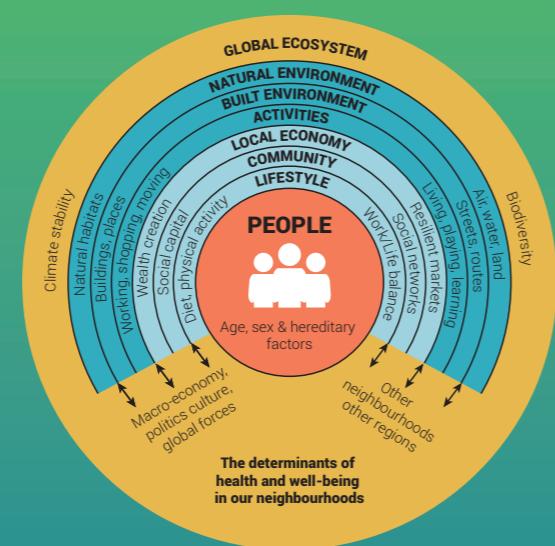 GLOBAL ECOSYSTEM
NATURAL ENVIRONMENT
BUILT ENVIRONMENT
ACTIVITIES
LOCAL ECONOMY
COMMUNITY
LIFESTYLE
Climate stability
Natural habitats
Buildings, places
Working, shopping, moving
Wealth creation
Social capital
Diet, physical activity
PEOPLE
Age, sex & hereditary
factors
Work/Life balance
Social networks
Resilient markets
Living, playing, learning
Streets, routes
Air, water, land
Biodiversity
Macro-economy,
politics culture,
global forces
Other
neighbourhoods
other regions
The determinants of
health and well-being
in our neighbourhoods